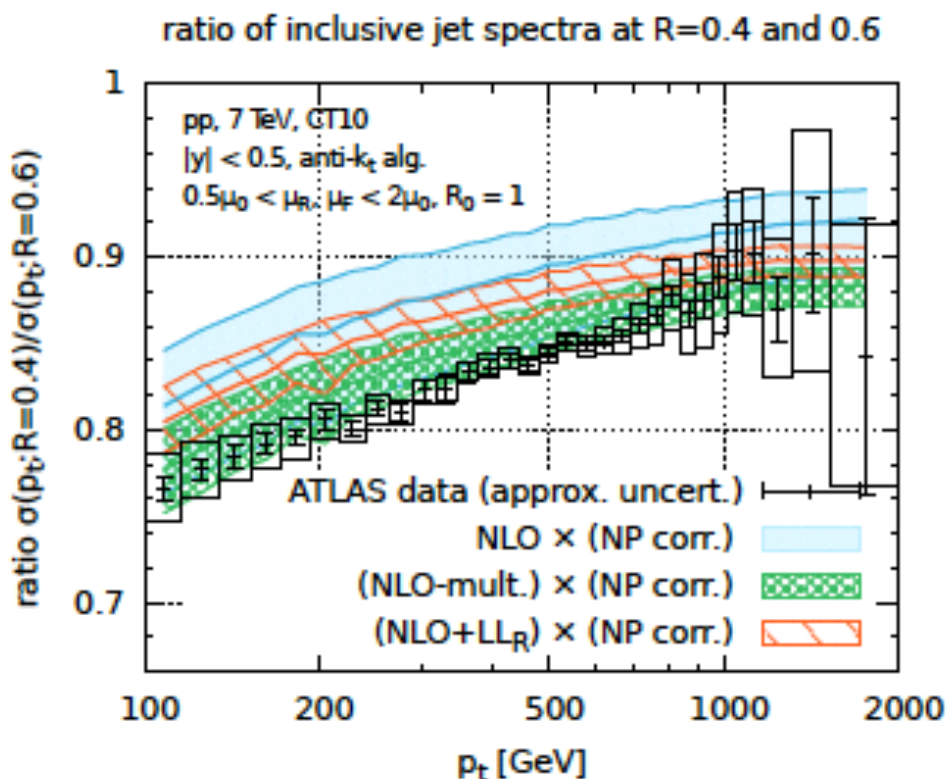 ratio of inclusive jet spectra at R=0.4 and 0.6
1
pp, 7 TeV, CT10
|y| < 0.5, anti-kₜ alg.
0.5μ₀ < μ_R, μ_F < 2μ₀, R₀ = 1
0.9
0.8
0.7
ratio σ(pₜ;R=0.4)/σ(pₜ;R=0.6)
ATLAS data (approx. uncert.)
NLO × (NP corr.)
(NLO-mult.) × (NP corr.)
(NLO+LL_R) × (NP corr.)
100 200 500 1000 2000
pₜ [GeV]